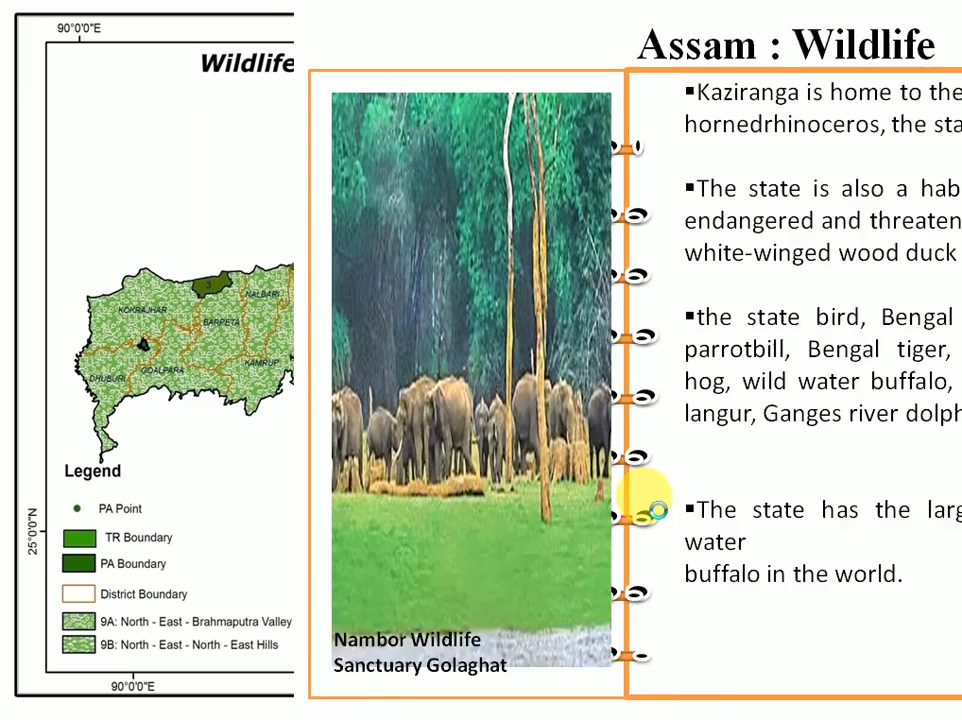 90°0'0"E
Wildlife
3
NALBARI
KOKRAJHAR
BARPETA
KAMRUP
GOALPARA
DHUBURI
Legend
PA Point
TR Boundary
PA Boundary
District Boundary
9A: North - East - Brahmaputra Valley
9B: North - East - North - East Hills
25°0'0"N
90°0'0"E
Assam : Wildlife
Nambor Wildlife
Sanctuary Golaghat
▪Kaziranga is home to the
hornedrhinoceros, the sta
▪The state is also a hab
endangered and threaten
white-winged wood duck
▪the state bird, Bengal
parrotbill, Bengal tiger,
hog, wild water buffalo,
langur, Ganges river dolph
▪The state has the larg
water
buffalo in the world.